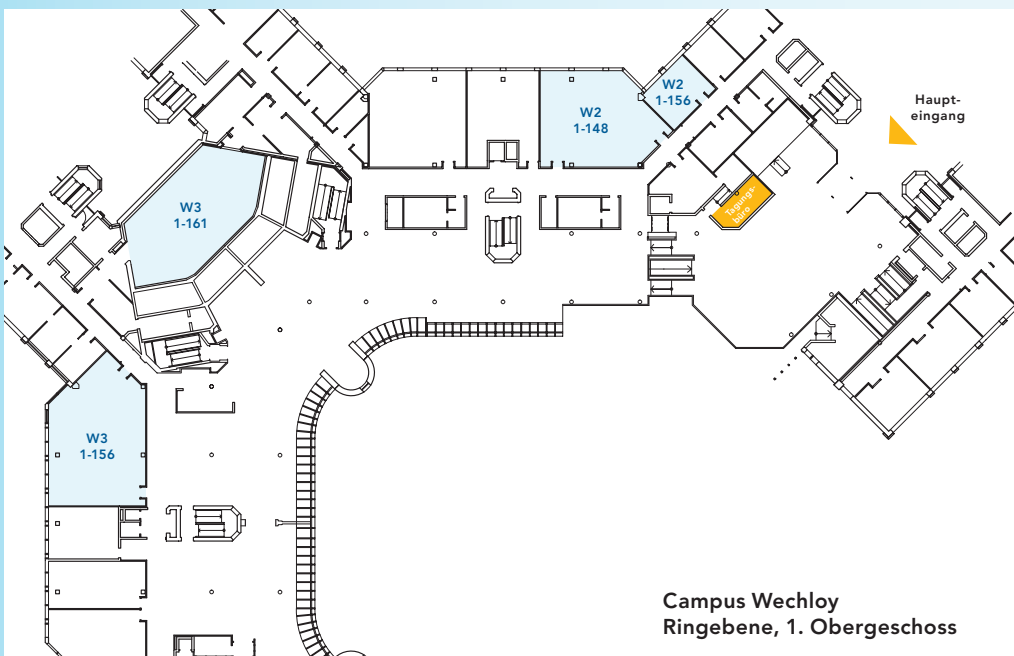 Haupt-
eingang
W2
1-156
W2
1-148
Tagungs-
büro
W3
1-161
W3
1-156
Campus Wechloy
Ringebene, 1. Obergeschoss